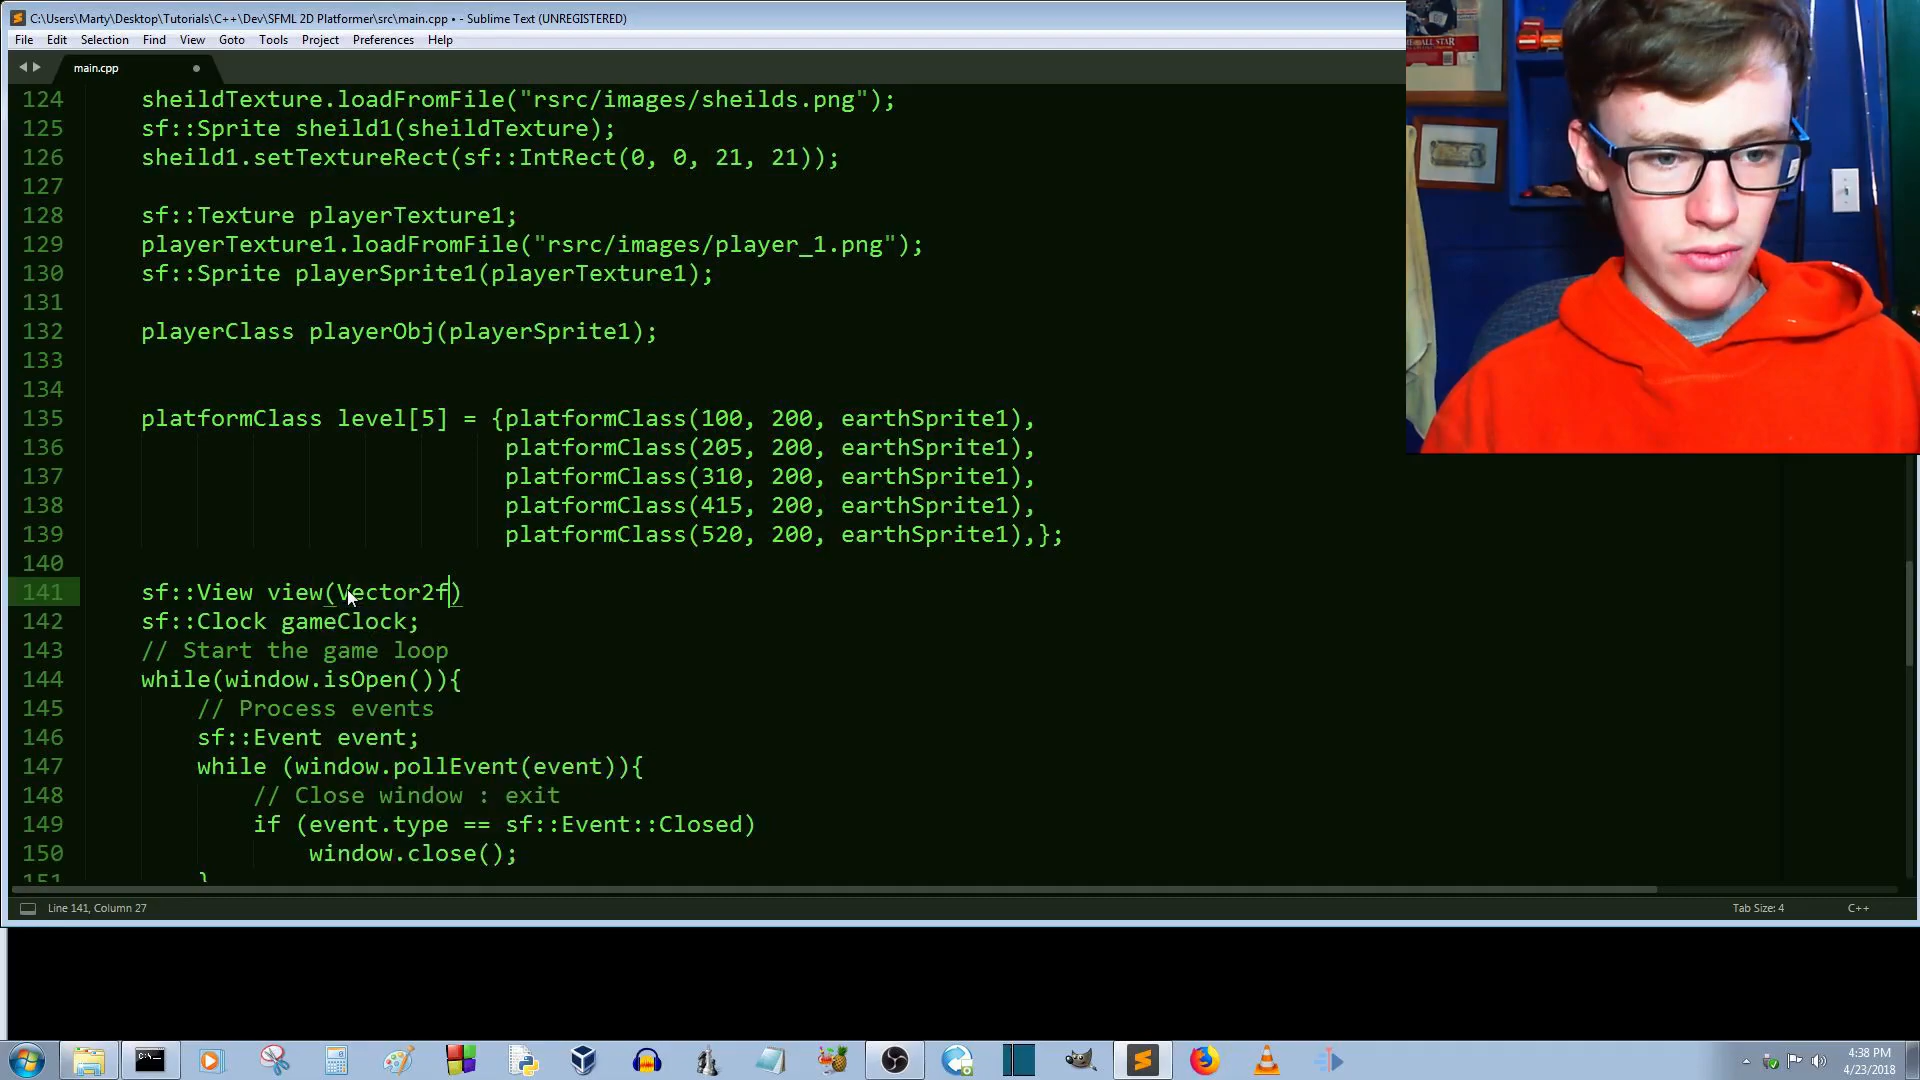 C:\Users\Marty\Desktop\Tutorials\C++\Dev\SFML 2D Platformer\src\main.cpp • - Sublime Text (UNREGISTERED)
File Edit Selection Find View Goto Tools Project Preferences Help
main.cpp
124 sheildTexture.loadFromFile("rsrc/images/sheilds.png");
125 sf::Sprite sheild1(sheildTexture);
126 sheild1.setTextureRect(sf::IntRect(0, 0, 21, 21));
127
128 sf::Texture playerTexture1;
129 playerTexture1.loadFromFile("rsrc/images/player_1.png");
130 sf::Sprite playerSprite1(playerTexture1);
131
132 playerClass playerObj(playerSprite1);
133
134
135 platformClass level[5] = {platformClass(100, 200, earthSprite1),
136 platformClass(205, 200, earthSprite1),
137 platformClass(310, 200, earthSprite1),
138 platformClass(415, 200, earthSprite1),
139 platformClass(520, 200, earthSprite1),};
140
141 sf::View view(Vector2f)
142 sf::Clock gameClock;
143 // Start the game loop
144 while(window.isOpen()){
145 // Process events
146 sf::Event event;
147 while (window.pollEvent(event)){
148 // Close window : exit
149 if (event.type == sf::Event::Closed)
150 window.close();
151 }
Line 141, Column 27
Tab Size: 4
C++
4:38 PM
4/23/2018